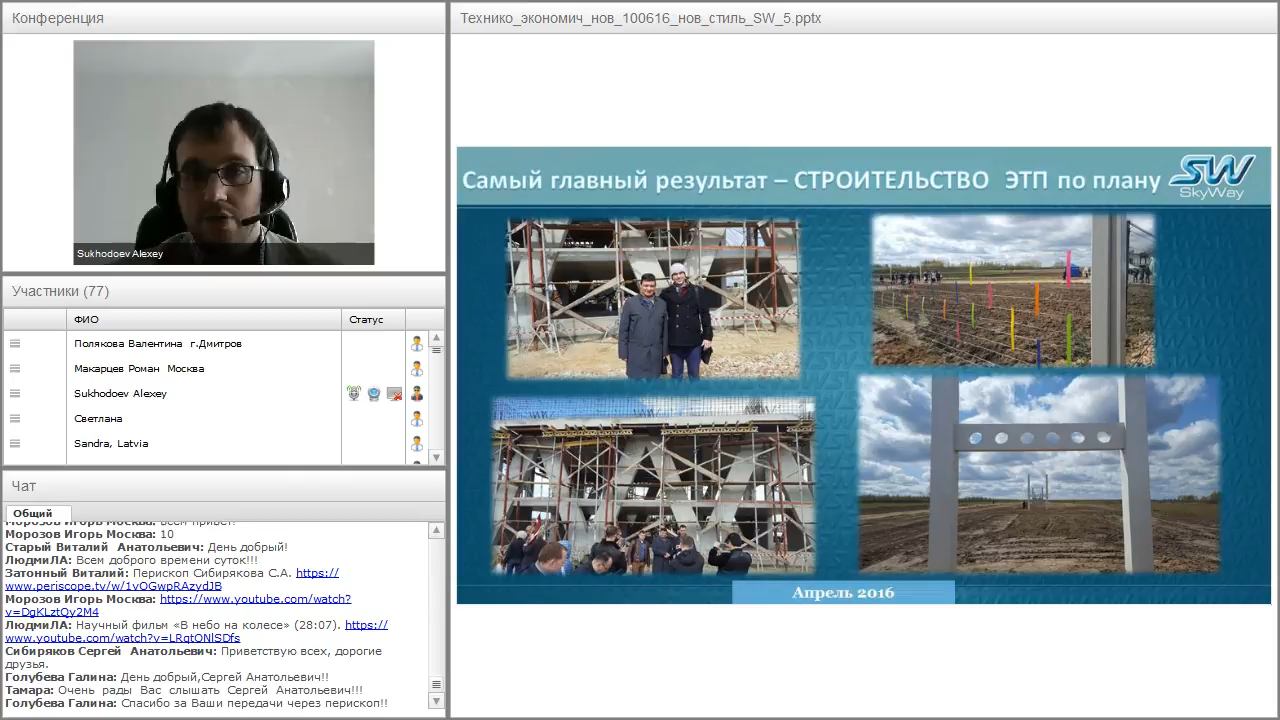 Конференция
Sukhodoev Alexey
Участники (77)
ФИО
Статус
Полякова Валентина г.Дмитров
Макарцев Роман Москва
Sukhodoev Alexey
Светлана
Sandra, Latvia
Чат
Общий
Морозов Игорь Москва: Всем привет!
Морозов Игорь Москва: 10
Старый Виталий Анатольевич: День добрый!
ЛюдмиЛА: Всем доброго времени суток!!!
Затонный Виталий: Перископ Сибирякова С.А. https://
www.periscope.tv/w/1vOGwpRAzydJB
Морозов Игорь Москва: https://www.youtube.com/watch?
v=DgKLztQy2M4
ЛюдмиЛА: Научный фильм «В небо на колесе» (28:07). https://
www.youtube.com/watch?v=LRqtONlSDfs
Сибиряков Сергей Анатольевич: Приветствую всех, дорогие
друзья.
Голубева Галина: День добрый,Сергей Анатольевич!!
Тамара: Очень рады Вас слышать Сергей Анатольевич!!!
Голубева Галина: Спасибо за Ваши передачи через перископ!!
Технико_экономич_нов_100616_нов_стиль_SW_5.pptx
Самый главный результат – СТРОИТЕЛЬСТВО ЭТП по плану
SW
SkyWay
Апрель 2016